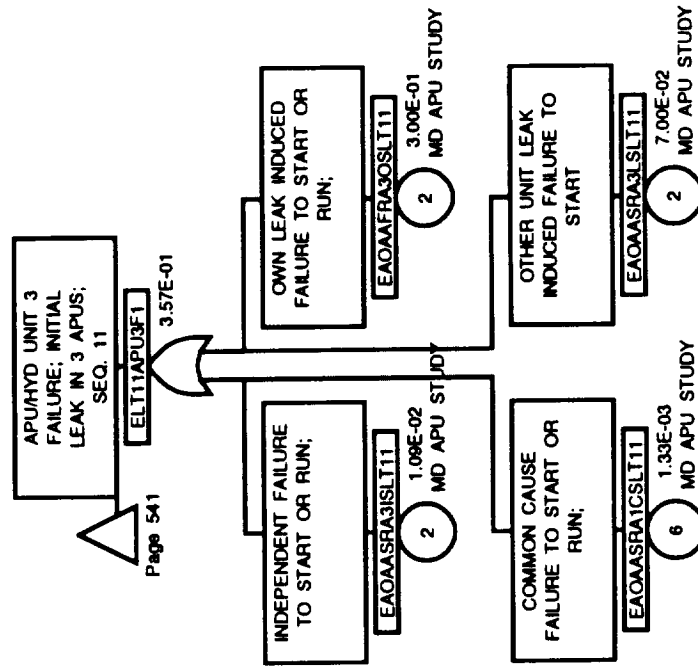 APU/HYD UNIT 3
FAILURE; INITIAL
LEAK IN 3 APUS;
SEQ. 11
ELT11APU3F1
3.57E-01
Page 541
INDEPENDENT FAILURE
TO START OR RUN;
EAOAASRA3ISLT11
1.09E-02
MD APU STUDY
2
OWN LEAK INDUCED
FAILURE TO START OR
RUN;
EAOAAFRA3OSLT11
3.00E-01
MD APU STUDY
2
COMMON CAUSE
FAILURE TO START OR
RUN;
EAOAASRA1CSLT11
1.33E-03
MD APU STUDY
6
OTHER UNIT LEAK
INDUCED FAILURE TO
START
EAOAASRA3LSLT11
7.00E-02
MD APU STUDY
2